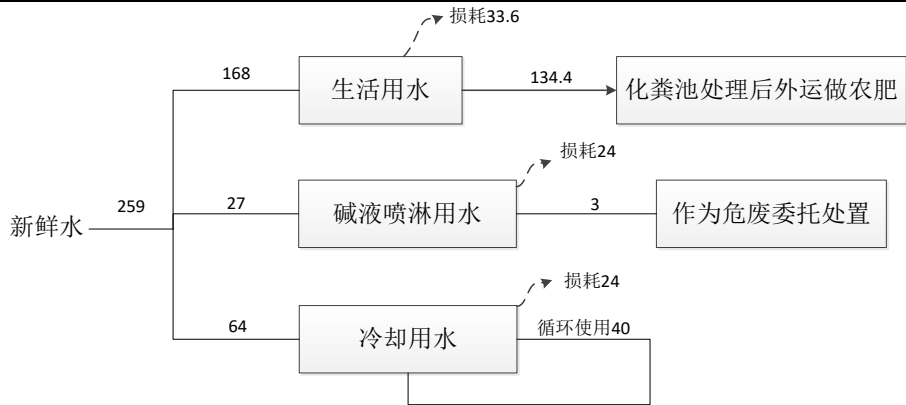 损耗33.6
168
生活用水
134.4
化粪池处理后外运做农肥
损耗24
新鲜水
259
27
碱液喷淋用水
3
作为危废委托处置
损耗24
64
冷却用水
循环使用40